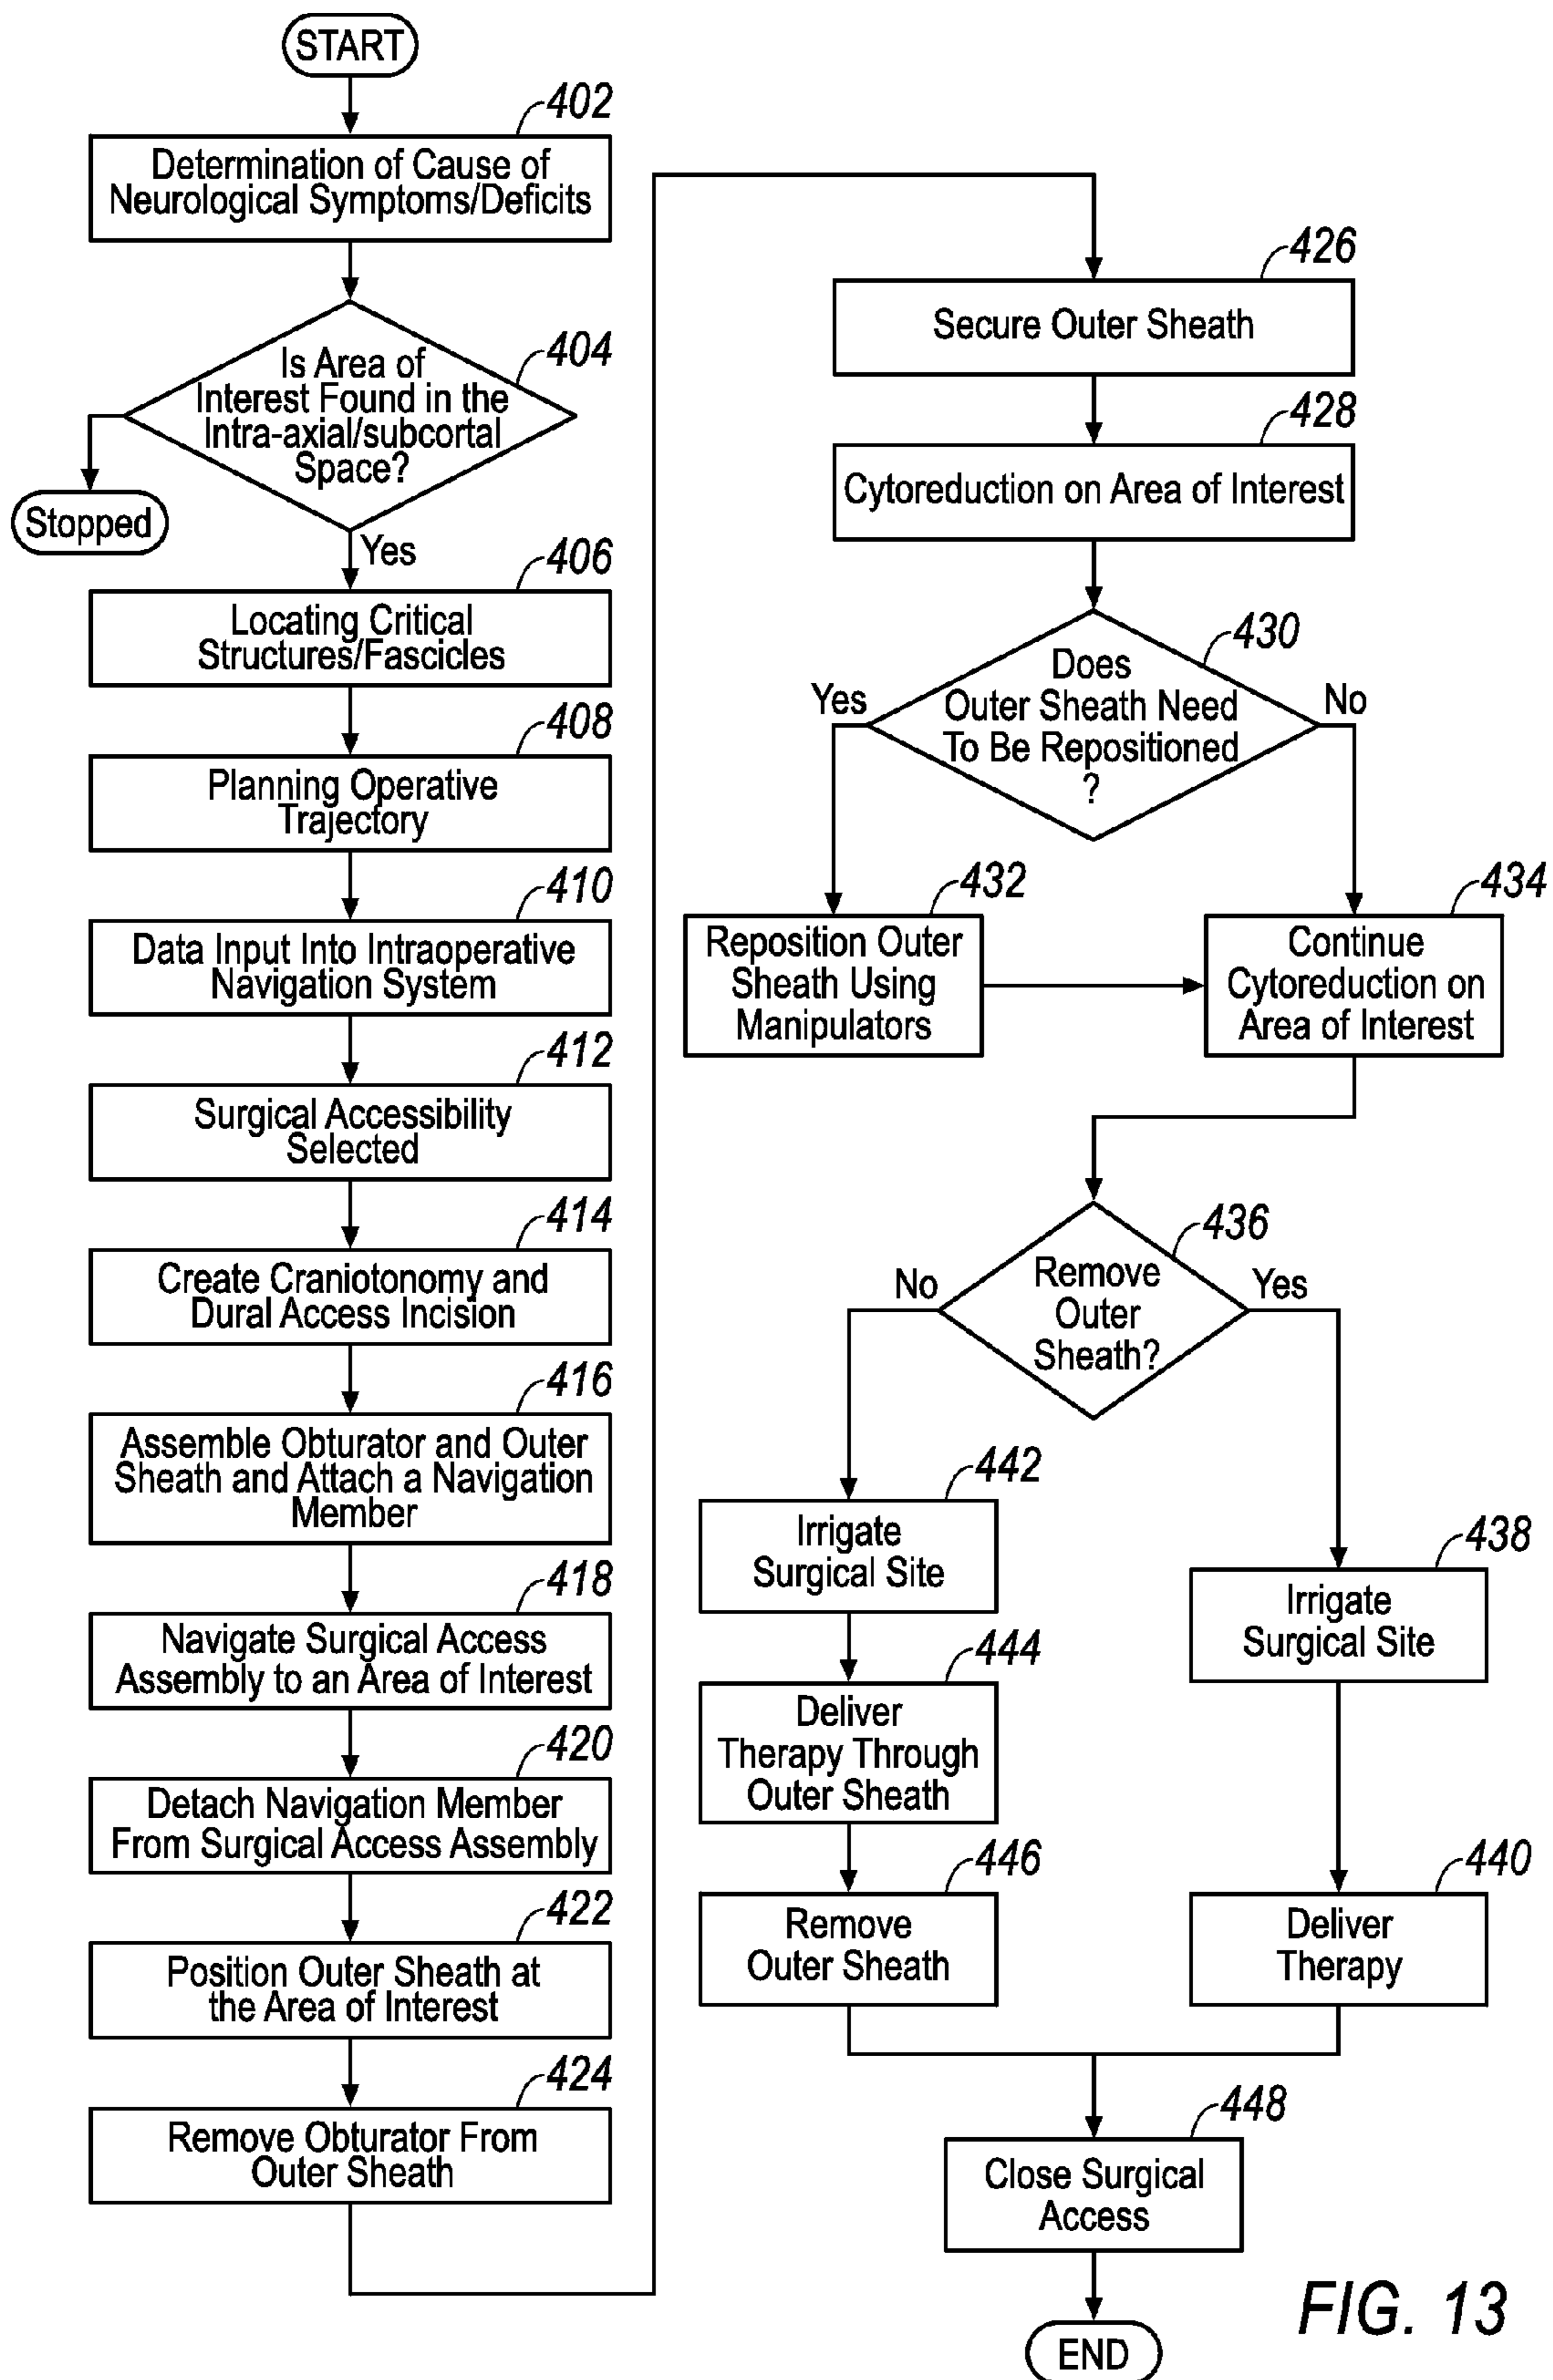 START
402
Determination of Cause of
Neurological Symptoms/Deficits
404
Is Area of
Interest Found in the
Intra-axial/subcortal
Space?
Stopped
Yes
406
Locating Critical
Structures/Fascicles
408
Planning Operative
Trajectory
410
Data Input Into Intraoperative
Navigation System
412
Surgical Accessibility
Selected
414
Create Craniotonomy and
Dural Access Incision
416
Assemble Obturator and Outer
Sheath and Attach a Navigation
Member
418
Navigate Surgical Access
Assembly to an Area of Interest
420
Detach Navigation Member
From Surgical Access Assembly
422
Position Outer Sheath at
the Area of Interest
424
Remove Obturator From
Outer Sheath
426
Secure Outer Sheath
428
Cytoreduction on Area of Interest
430
Does
Outer Sheath Need
To Be Repositioned
?
Yes
No
432
Reposition Outer
Sheath Using
Manipulators
434
Continue
Cytoreduction on
Area of Interest
436
Remove
Outer
Sheath?
No
Yes
442
Irrigate
Surgical Site
444
Deliver
Therapy Through
Outer Sheath
446
Remove
Outer Sheath
438
Irrigate
Surgical Site
440
Deliver
Therapy
448
Close Surgical
Access
END
FIG. 13